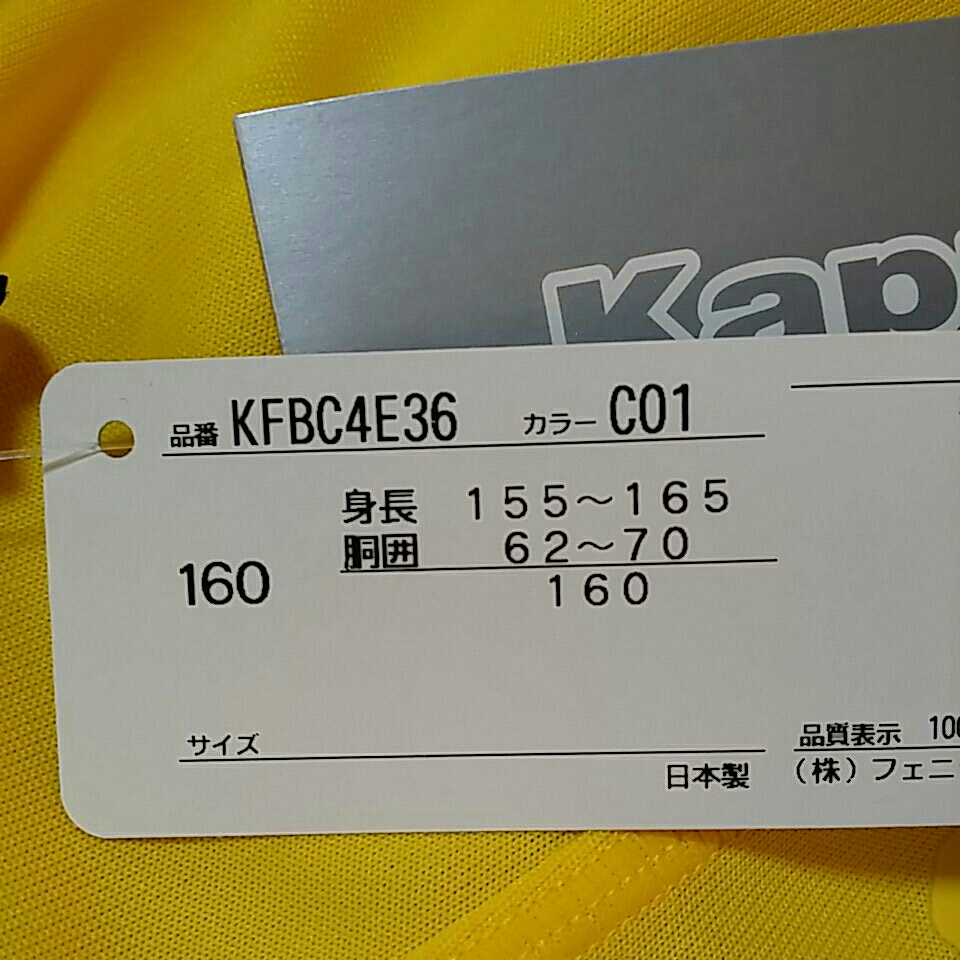 Kap
品番 KFBC4E36 カラー C01
身長 155～165
胴囲 62～70
160
160
サイズ
品質表示 100
日本製
(株)フェニ